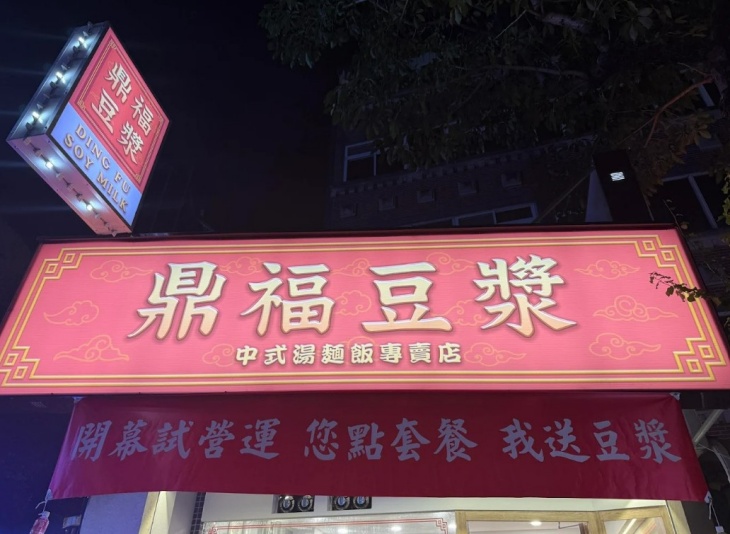 鼎福
豆漿
DING FU
SOY MILK
鼎福豆漿
中式湯麵飯專賣店
開幕試營運 您點套餐 我送豆漿